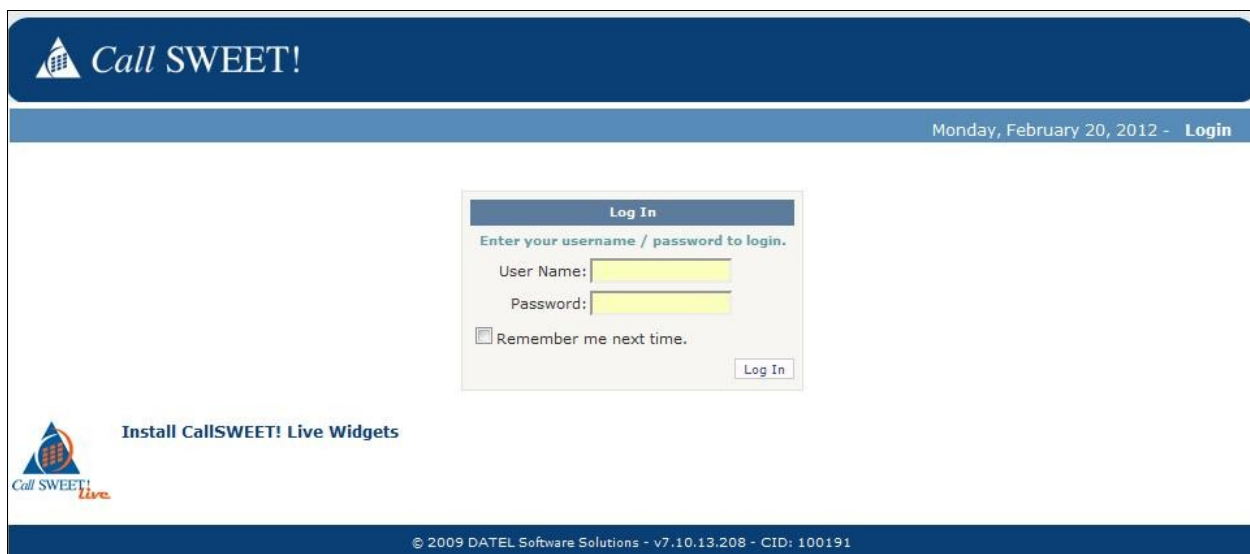 Call SWEET!
Monday, February 20, 2012 - Login
Log In
Enter your username / password to login.
User Name:
Password:
Remember me next time.
Log In
Install CallSWEET! Live Widgets
Call SWEET!
live
© 2009 DATEL Software Solutions - v7.10.13.208 - CID: 100191